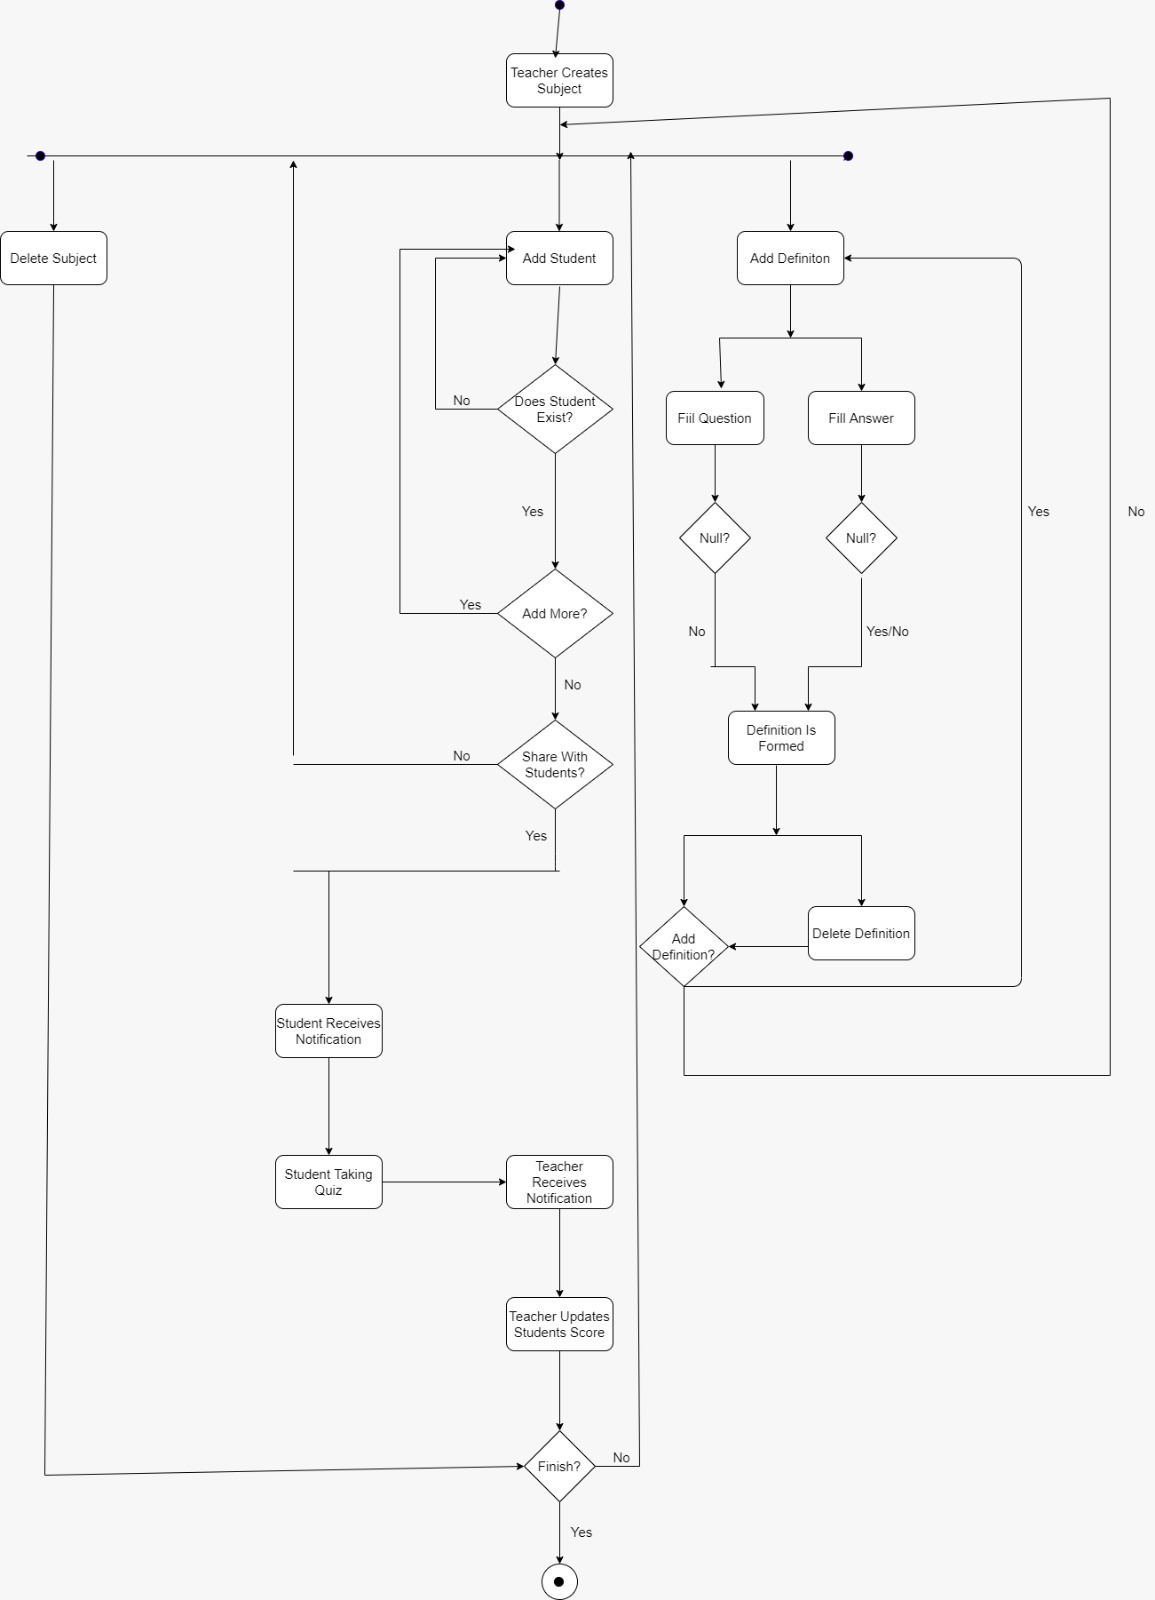 Teacher Creates
Subject
Delete Subject
Add Student
Add Definiton
No
Does Student
Exist?
Fiil Question
Fill Answer
Yes
Yes
No
Null?
Null?
Yes
Add More?
No
Yes/No
No
No
Share With
Students?
Definition Is
Formed
Yes
Add
Definition?
Delete Definition
Student Receives
Notification
Student Taking
Quiz
Teacher
Receives
Notification
Teacher Updates
Students Score
Finish?
No
Yes